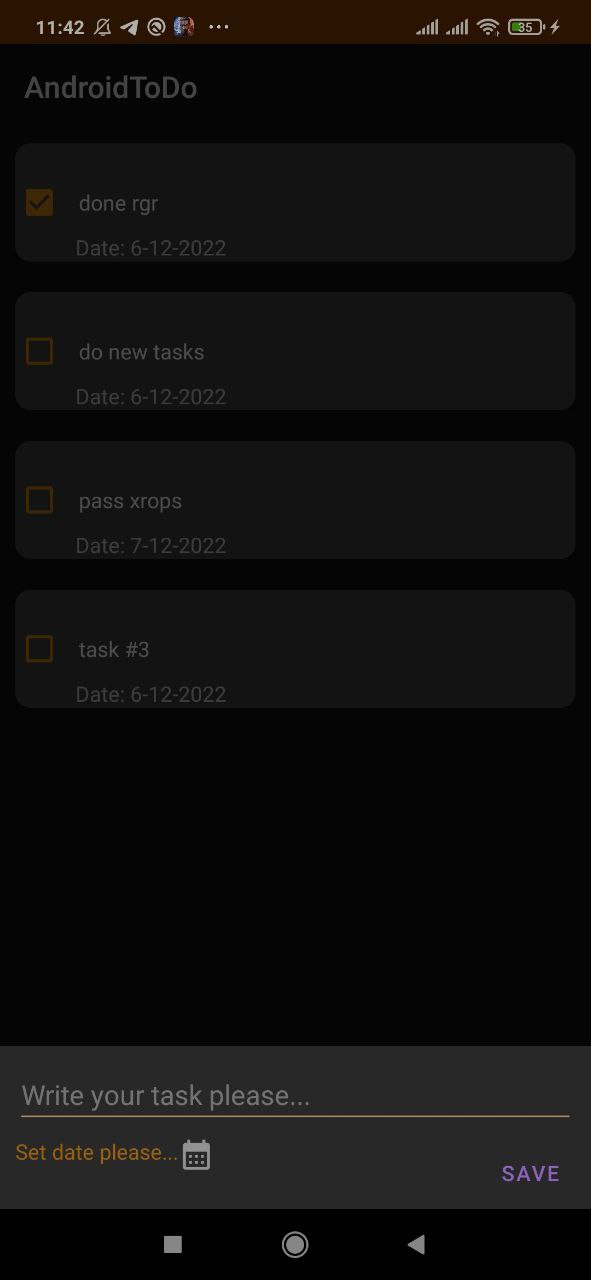 11:42
35
AndroidToDo
done rgr
Date: 6-12-2022
do new tasks
Date: 6-12-2022
pass xrops
Date: 7-12-2022
task #3
Date: 6-12-2022
Write your task please...
Set date please...
SAVE